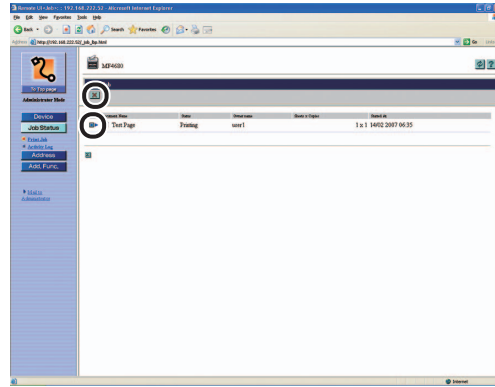 Remote UI <Job> : 192.168.222.52 - Microsoft Internet Explorer
File Edit View Favorites Tools Help
Back Search Favorites
Address http://192.168.222.52/_job_lbp.html Go
MF4690
To Top page
Administrator Mode
Device
Job Status
Print Job
Activity Log
Address
Add. Func.
Document Name Status Owner name Sheets x Copies Started At
Test Page Printing user1 1 x 1 14/02 2007 06:35
Mail to
Administrator
Internet